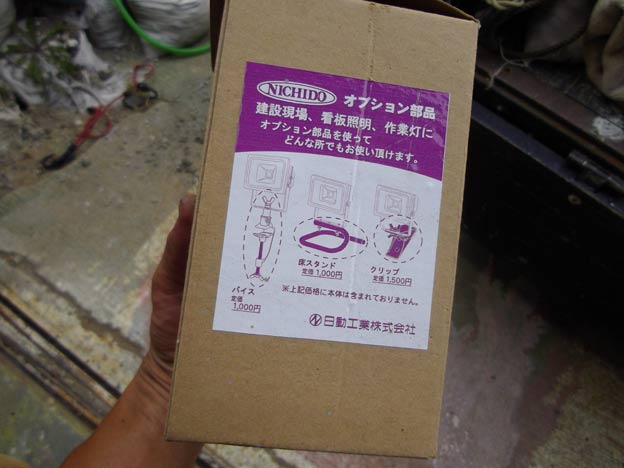 NICHIDO オプション部品
建設現場、看板照明、作業灯に
オプション部品を使って
どんな所でもお使い頂けます。
バイス
定価
1,000円
床スタンド
定価 1,000円
クリップ
定価 1,500円
※上記価格に本体は含まれておりません。
日動工業株式会社